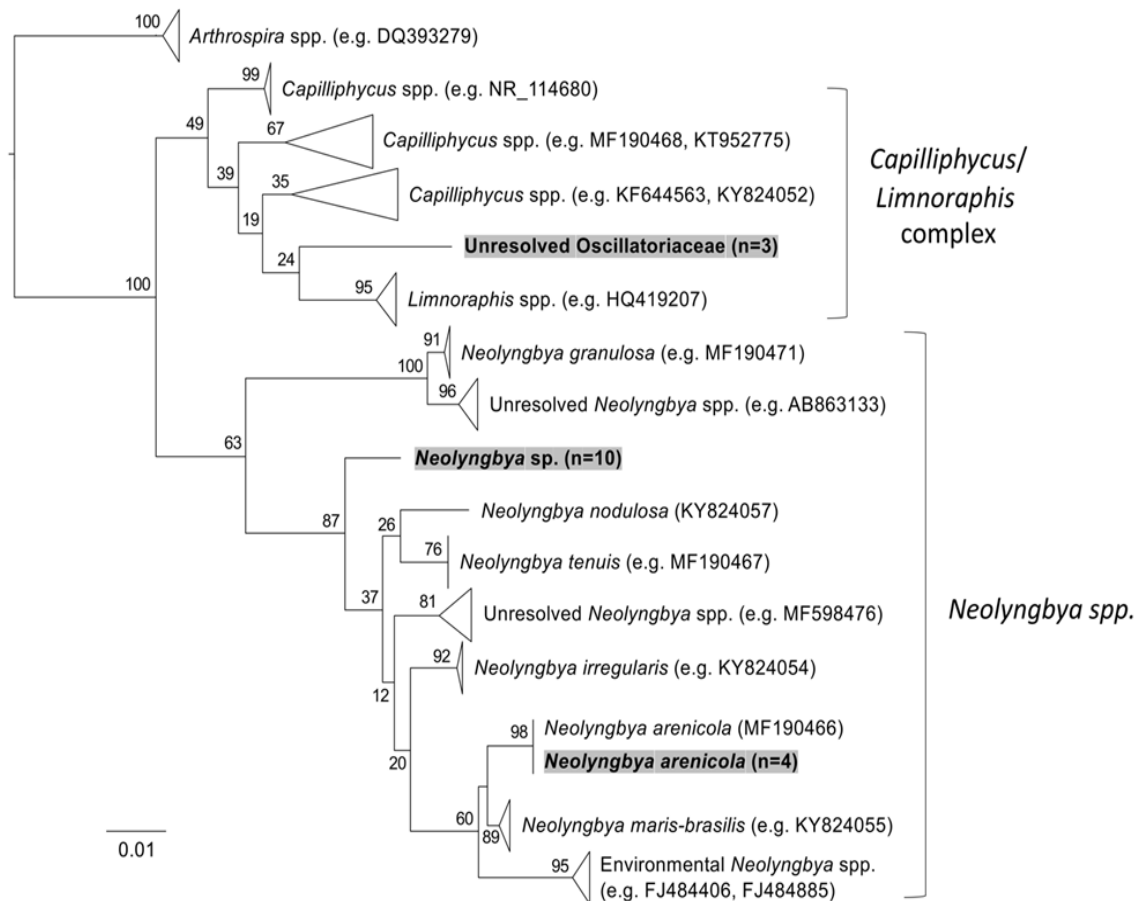 100
Arthrospira spp. (e.g. DQ393279)
99
Capilliphycus spp. (e.g. NR_114680)
49
67
Capilliphycus spp. (e.g. MF190468, KT952775)
39
35
Capilliphycus spp. (e.g. KF644563, KY824052)
19
Unresolved Oscillatoriaceae (n=3)
24
95
Limnoraphis spp. (e.g. HQ419207)
Capilliphycus/
Limnoraphis
complex
100
91
Neolyngbya granulosa (e.g. MF190471)
100
96
Unresolved Neolyngbya spp. (e.g. AB863133)
63
Neolyngbya sp. (n=10)
87
26
Neolyngbya nodulosa (KY824057)
76
Neolyngbya tenuis (e.g. MF190467)
37
81
Unresolved Neolyngbya spp. (e.g. MF598476)
Neolyngbya spp.
92
Neolyngbya irregularis (e.g. KY824054)
12
98
Neolyngbya arenicola (MF190466)
Neolyngbya arenicola (n=4)
20
60
89
Neolyngbya maris-brasilis (e.g. KY824055)
95
Environmental Neolyngbya spp.
(e.g. FJ484406, FJ484885)
0.01